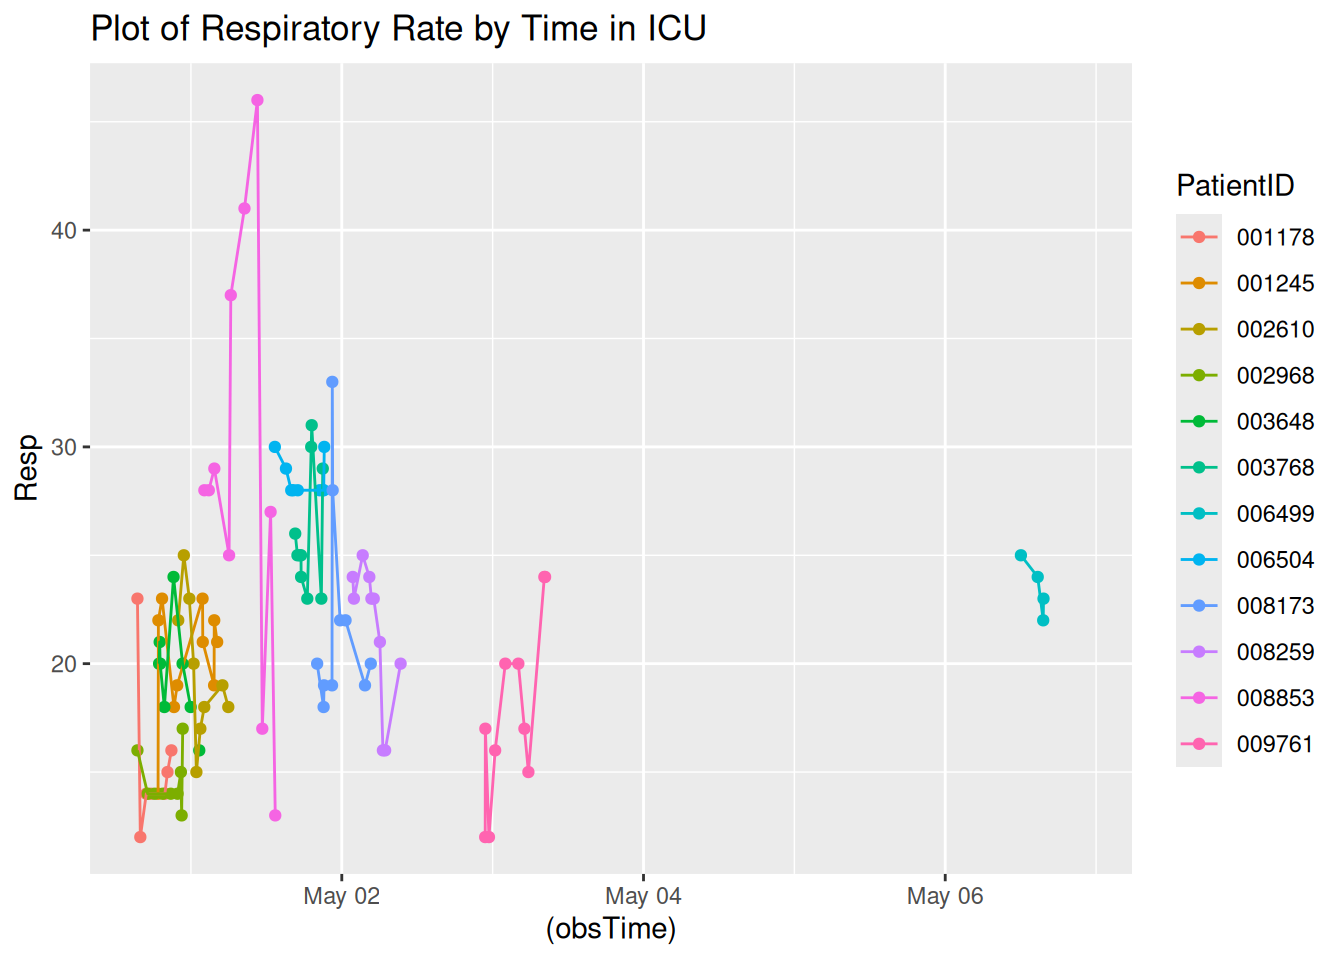 Plot of Respiratory Rate by Time in ICU
Resp
40
30
20
May 02
May 04
May 06
(obsTime)
PatientID
001178
001245
002610
002968
003648
003768
006499
006504
008173
008259
008853
009761